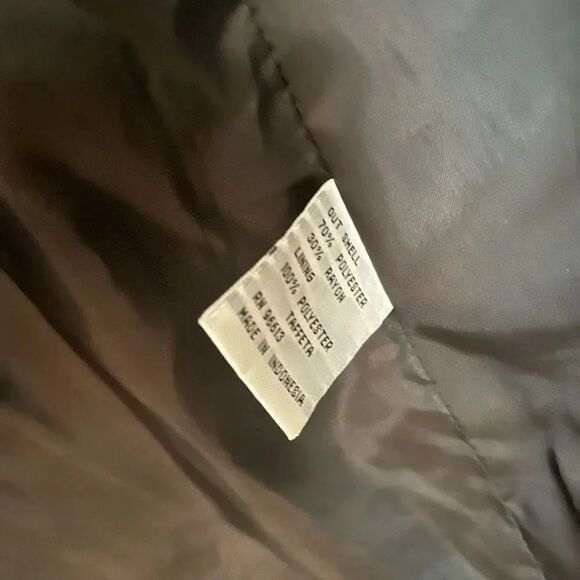 OUT SHELL
70% POLYESTER
30% RAYON
LINING
100% POLYESTER
TAFFETA
RN 96613
MADE IN INDONESIA